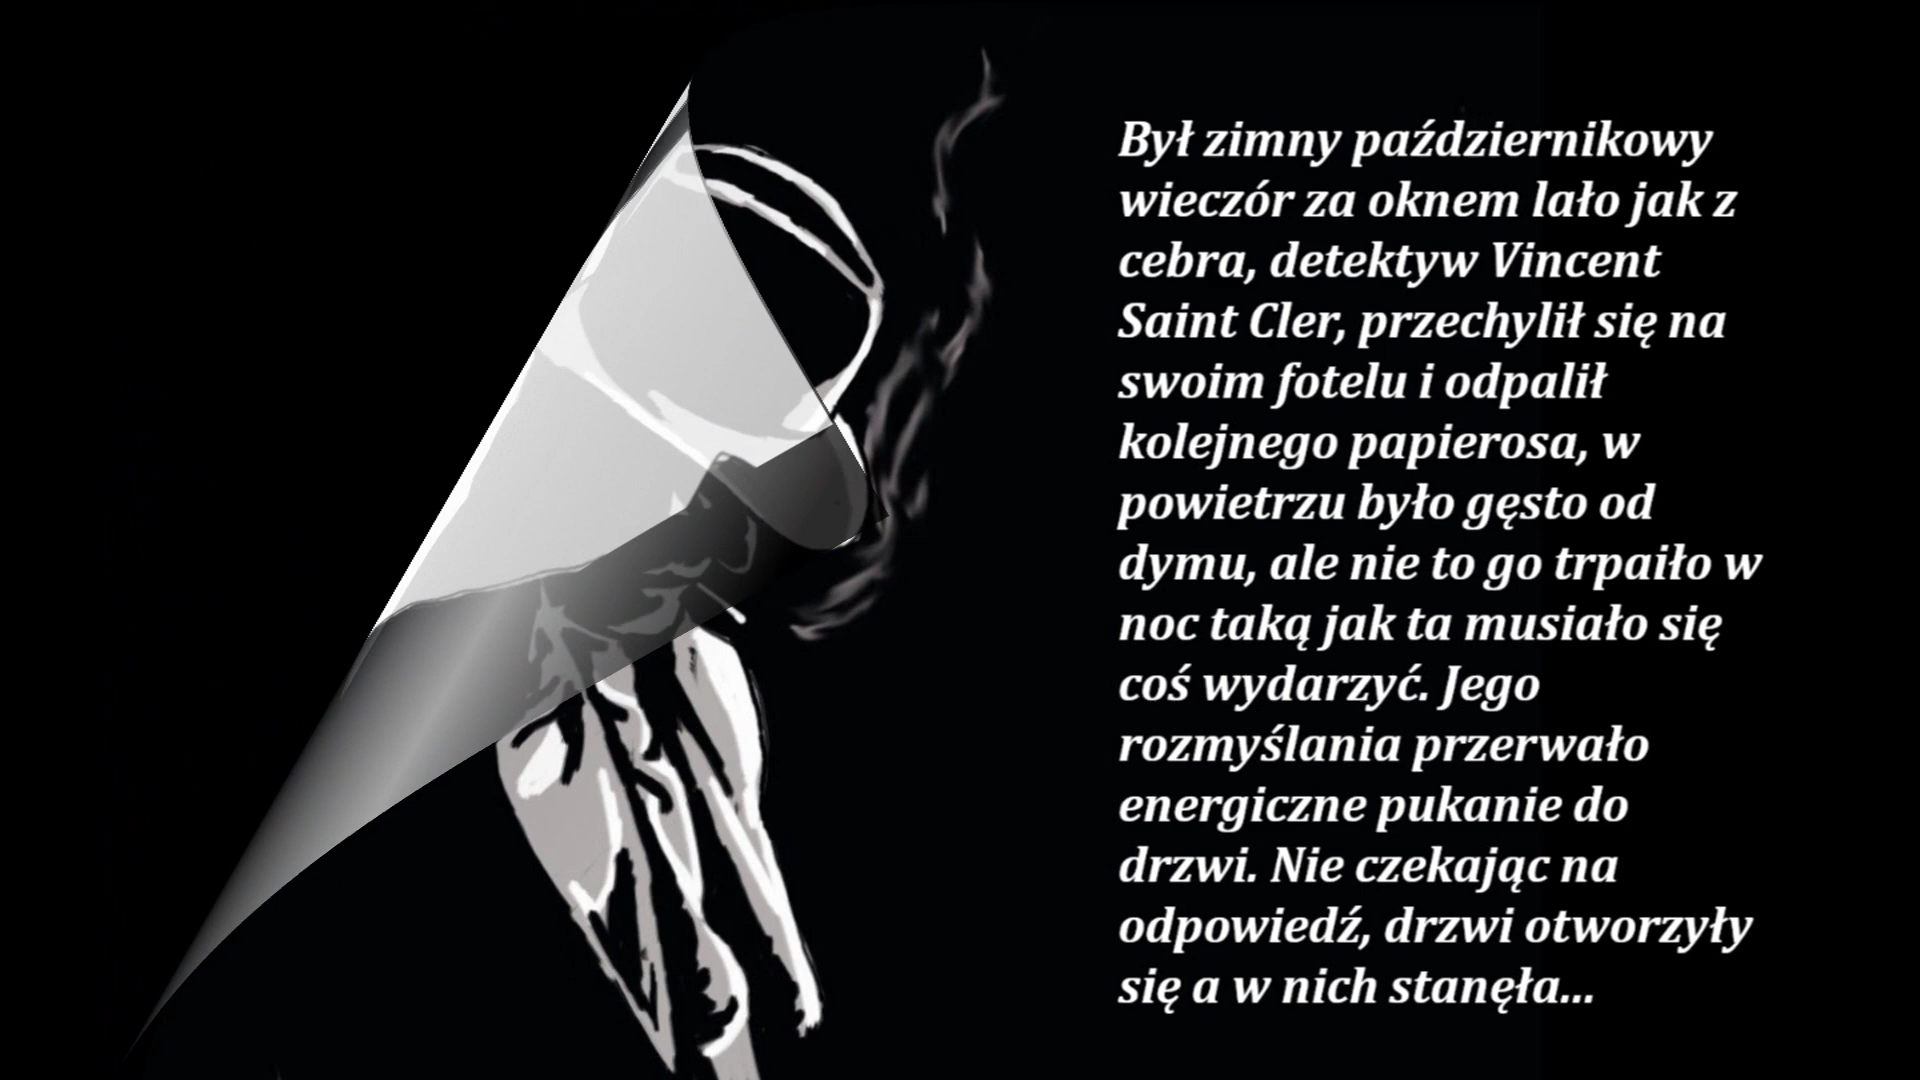 Był zimny październikowy
wieczór za oknem lało jak z
cebra, detektyw Vincent
Saint Cler, przechylił się na
swoim fotelu i odpalił
kolejnego papierosa, w
powietrzu było gęsto od
dymu, ale nie to go trpaiło w
noc taką jak ta musiało się
coś wydarzyć. Jego
rozmyślania przerwało
energiczne pukanie do
drzwi. Nie czekając na
odpowiedź, drzwi otworzyły
się a w nich stanęła...